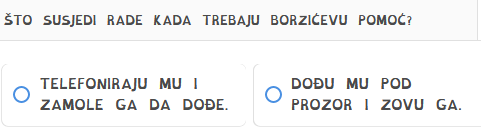 ŠTO SUSJEDI RADE KADA TREBAJU BORZIĆEVU POMOĆ?
TELEFONIRAJU MU I
ZAMOLE GA DA DOĐE.
DOĐU MU POD
PROZOR I ZOVU GA.